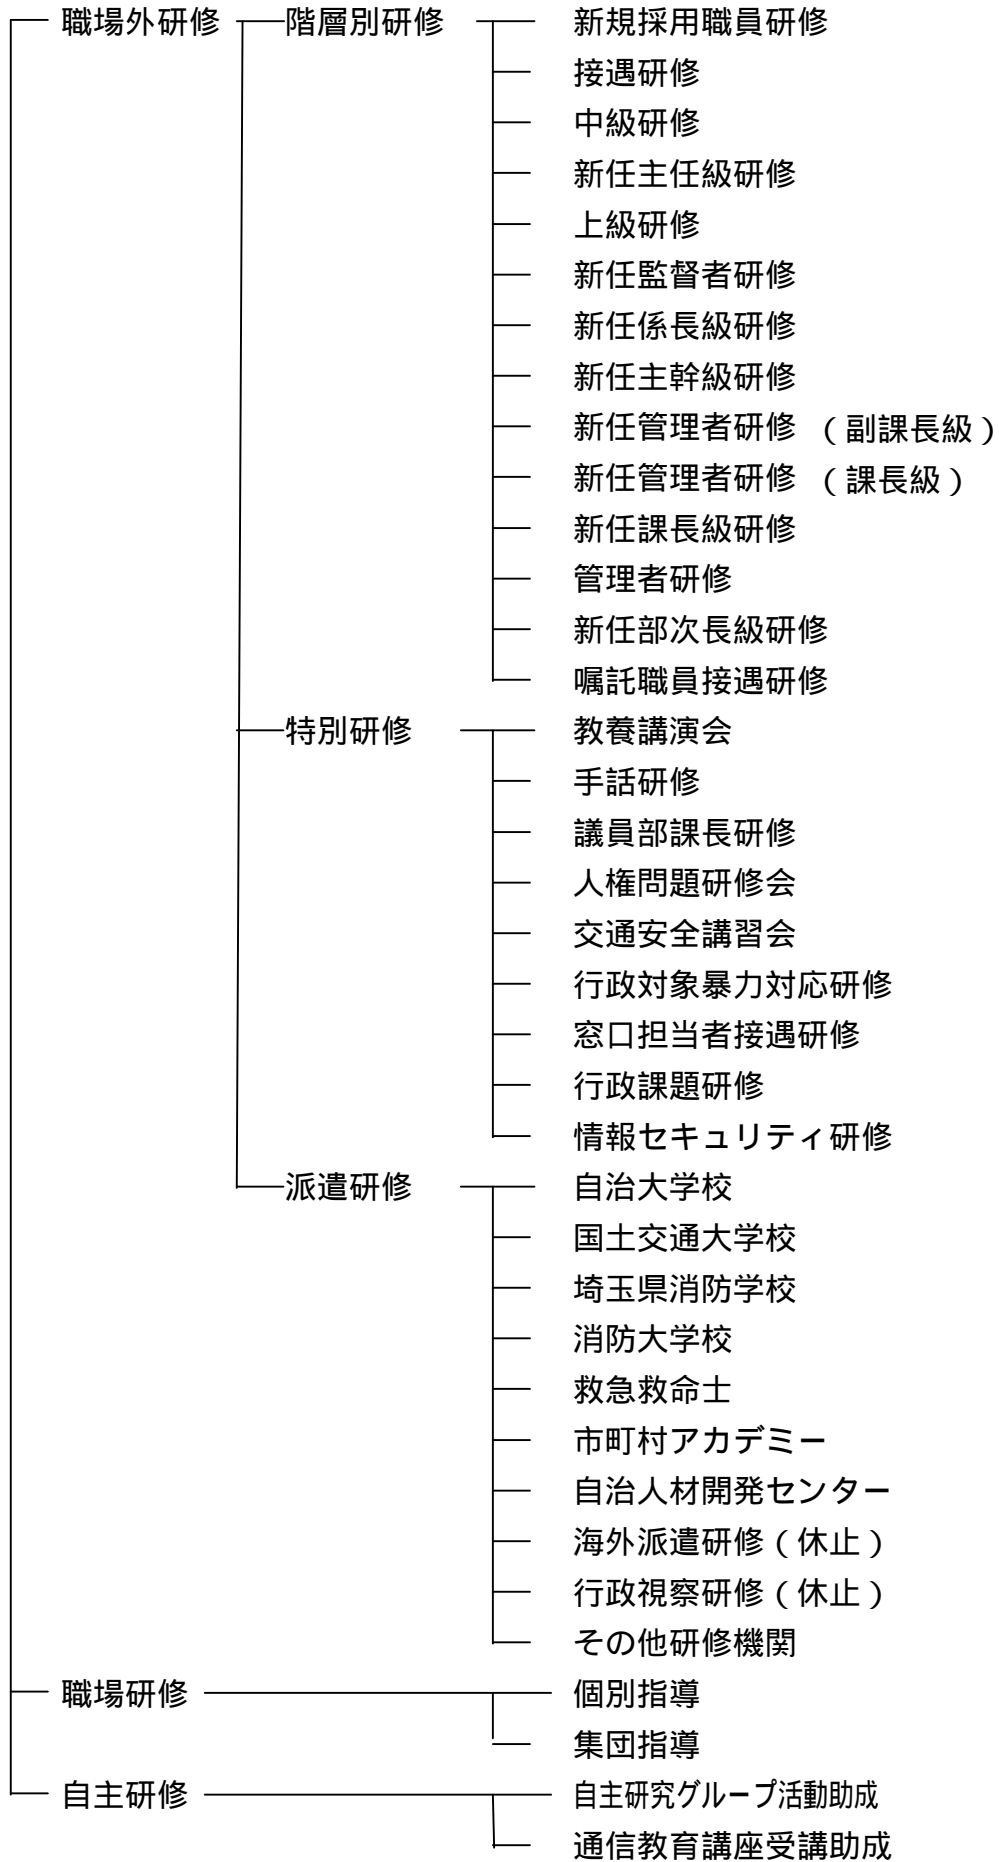 職場外研修 階層別研修 新規採用職員研修
接遇研修
中級研修
新任主任級研修
上級研修
新任監督者研修
新任係長級研修
新任主幹級研修
新任管理者研修 （副課長級）
新任管理者研修 （課長級）
新任課長級研修
管理者研修
新任部次長級研修
嘱託職員接遇研修
特別研修 教養講演会
手話研修
議員部課長研修
人権問題研修会
交通安全講習会
行政対象暴力対応研修
窓口担当者接遇研修
行政課題研修
情報セキュリティ研修
派遣研修 自治大学校
国土交通大学校
埼玉県消防学校
消防大学校
救急救命士
市町村アカデミー
自治人材開発センター
海外派遣研修（休止）
行政視察研修（休止）
その他研修機関
職場研修 個別指導
集団指導
自主研修 自主研究グループ活動助成
通信教育講座受講助成